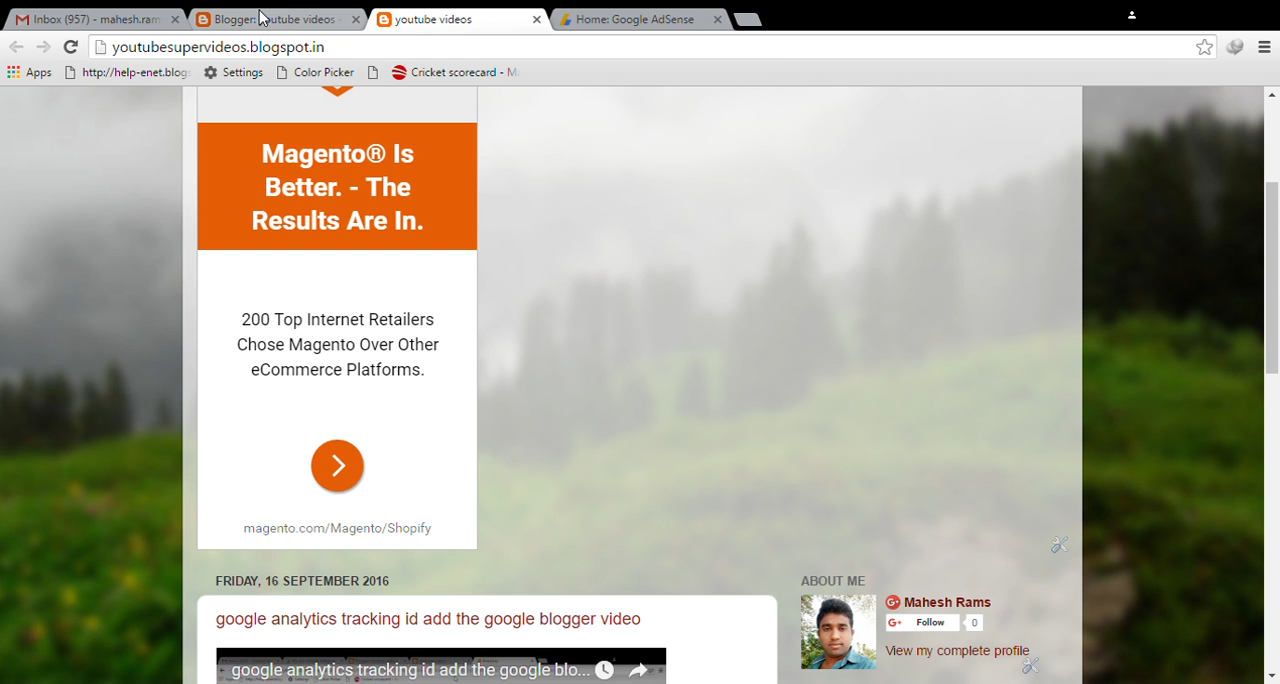 Inbox (957) - mahesh.ram
Blogger: youtube videos -
youtube videos
Home: Google AdSense
youtubesupervideos.blogspot.in
Apps
http://help-enet.blogs
Settings
Color Picker
Cricket scorecard - M
Magento® Is
Better. - The
Results Are In.
200 Top Internet Retailers
Chose Magento Over Other
eCommerce Platforms.
magento.com/Magento/Shopify
FRIDAY, 16 SEPTEMBER 2016
google analytics tracking id add the google blogger video
google analytics tracking id add the google blo...
ABOUT ME
Mahesh Rams
Follow
0
View my complete profile